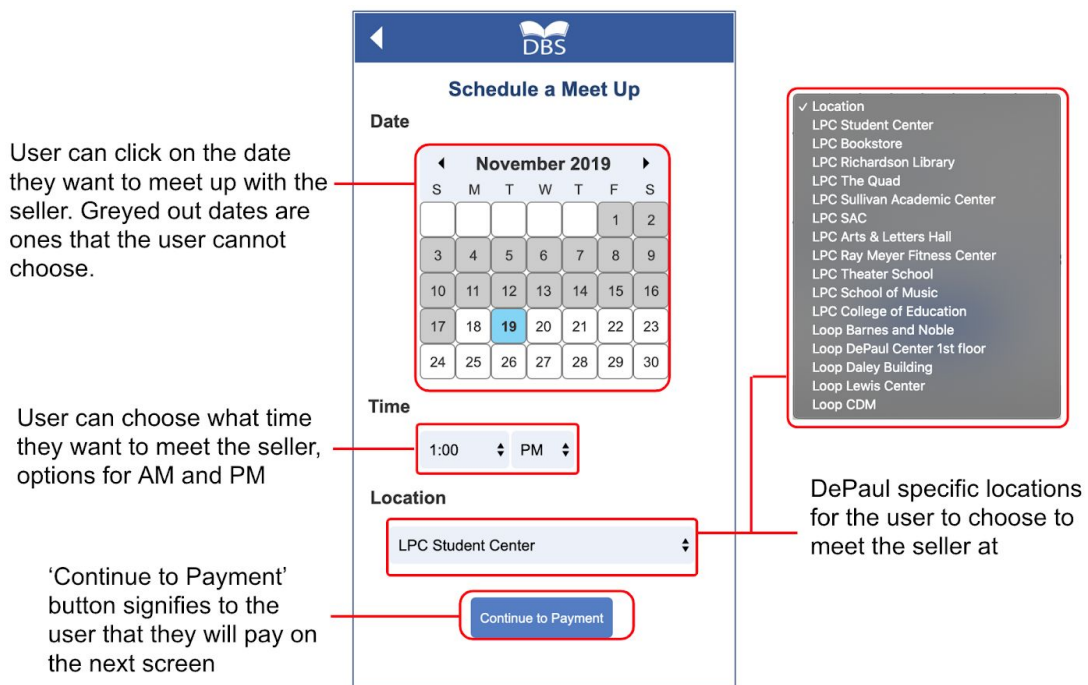 DBS
Schedule a Meet Up
Date
User can click on the date
they want to meet up with the
seller. Greyed out dates are
ones that the user cannot
choose.
November 2019
S M T W T F S
1 2
3 4 5 6 7 8 9
10 11 12 13 14 15 16
17 18 19 20 21 22 23
24 25 26 27 28 29 30
Time
User can choose what time
they want to meet the seller,
options for AM and PM
1:00 PM
Location
LPC Student Center
‘Continue to Payment’
button signifies to the
user that they will pay on
the next screen
Continue to Payment
✓ Location
LPC Student Center
LPC Bookstore
LPC Richardson Library
LPC The Quad
LPC Sullivan Academic Center
LPC SAC
LPC Arts & Letters Hall
LPC Ray Meyer Fitness Center
LPC Theater School
LPC School of Music
LPC College of Education
Loop Barnes and Noble
Loop DePaul Center 1st floor
Loop Daley Building
Loop Lewis Center
Loop CDM
DePaul specific locations
for the user to choose to
meet the seller at